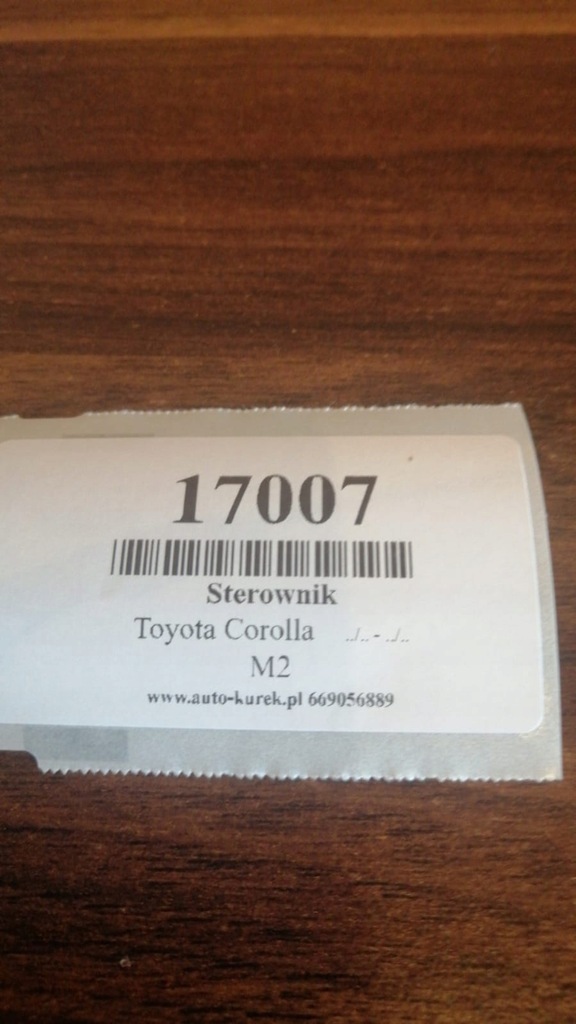 17007
Sterownik
Toyota Corolla ../.. - ../..
M2
www.auto-kurek.pl 669056889